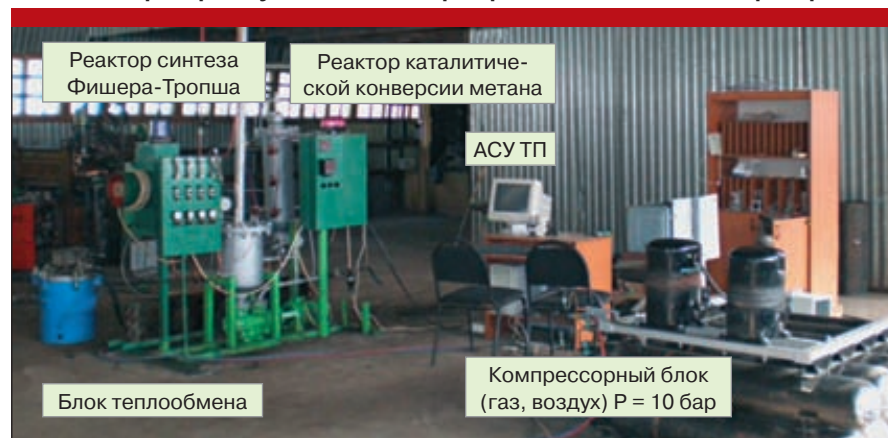 Реактор синтеза
Фишера-Тропша
Реактор каталитиче-
ской конверсии метана
АСУ ТП
Блок теплообмена
Компрессорный блок
(газ, воздух) P = 10 бар